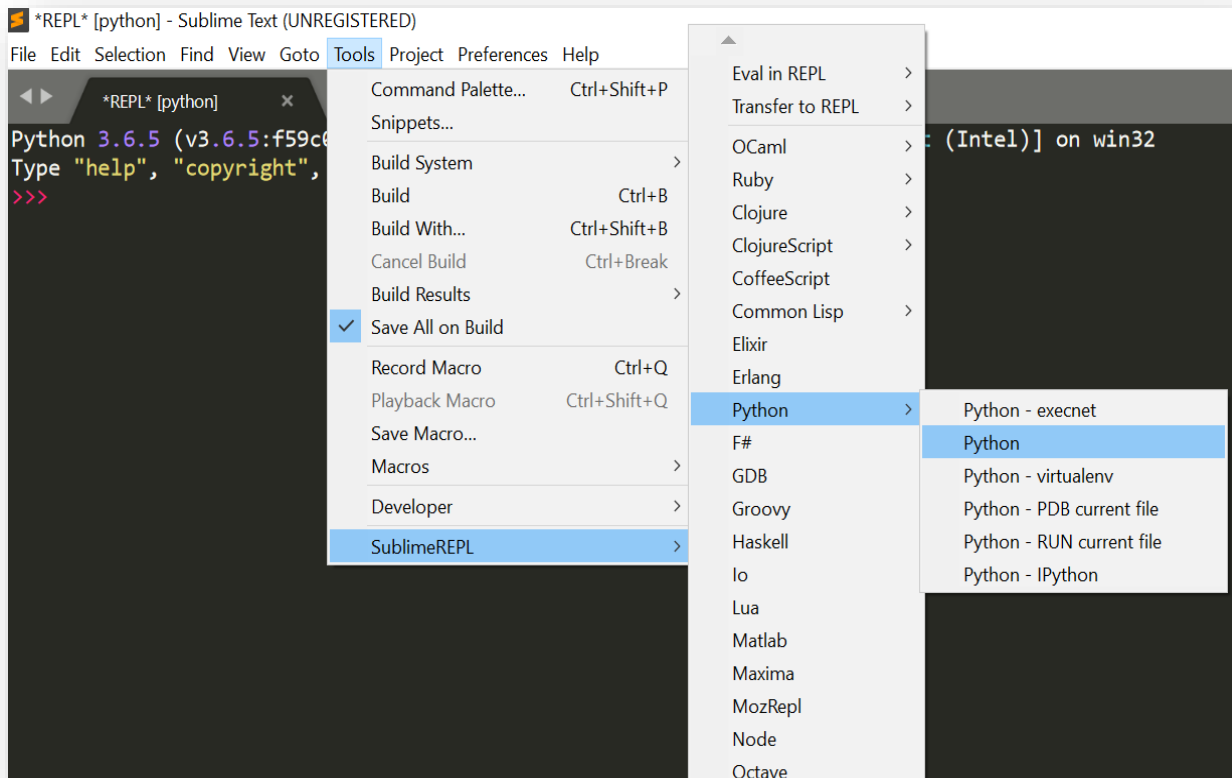 *REPL* [python] - Sublime Text (UNREGISTERED)
File Edit Selection Find View Goto Tools Project Preferences Help
*REPL* [python] ×
Python 3.6.5 (v3.6.5:f59c0
(Intel)] on win32
Type "help", "copyright",
>>>
Command Palette... Ctrl+Shift+P
Snippets...
Build System
Build Ctrl+B
Build With... Ctrl+Shift+B
Cancel Build Ctrl+Break
Build Results
Save All on Build
Record Macro Ctrl+Q
Playback Macro Ctrl+Shift+Q
Save Macro...
Macros
Developer
SublimeREPL
Eval in REPL
Transfer to REPL
OCaml
Ruby
Clojure
ClojureScript
CoffeeScript
Common Lisp
Elixir
Erlang
Python
F#
GDB
Groovy
Haskell
Io
Lua
Matlab
Maxima
MozRepl
Node
Octave
Python - execnet
Python
Python - virtualenv
Python - PDB current file
Python - RUN current file
Python - IPython